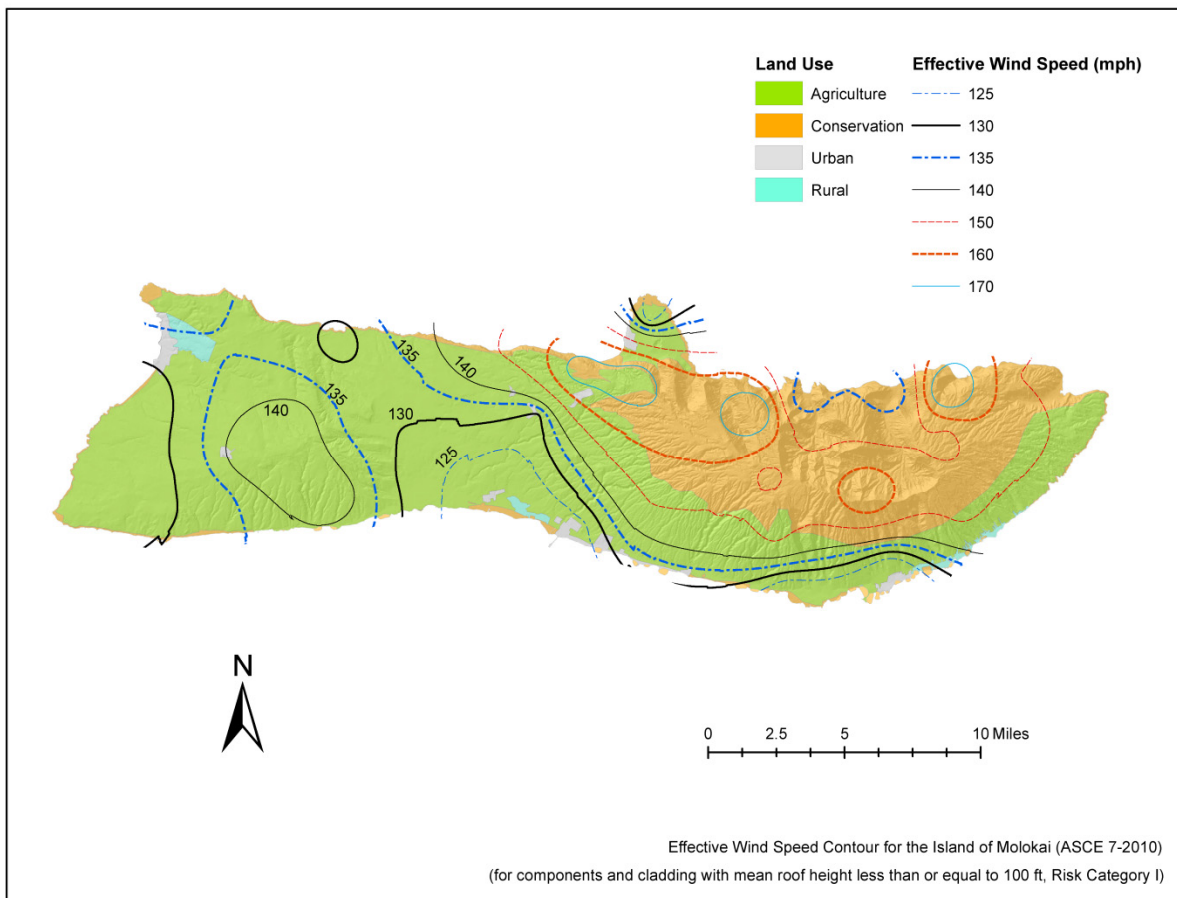 Land Use
Agriculture
Conservation
Urban
Rural
Effective Wind Speed (mph)
125
130
135
140
150
160
170
135
140
135
140
130
125
N
0 2.5 5 10 Miles
Effective Wind Speed Contour for the Island of Molokai (ASCE 7-2010)
(for components and cladding with mean roof height less than or equal to 100 ft, Risk Category I)